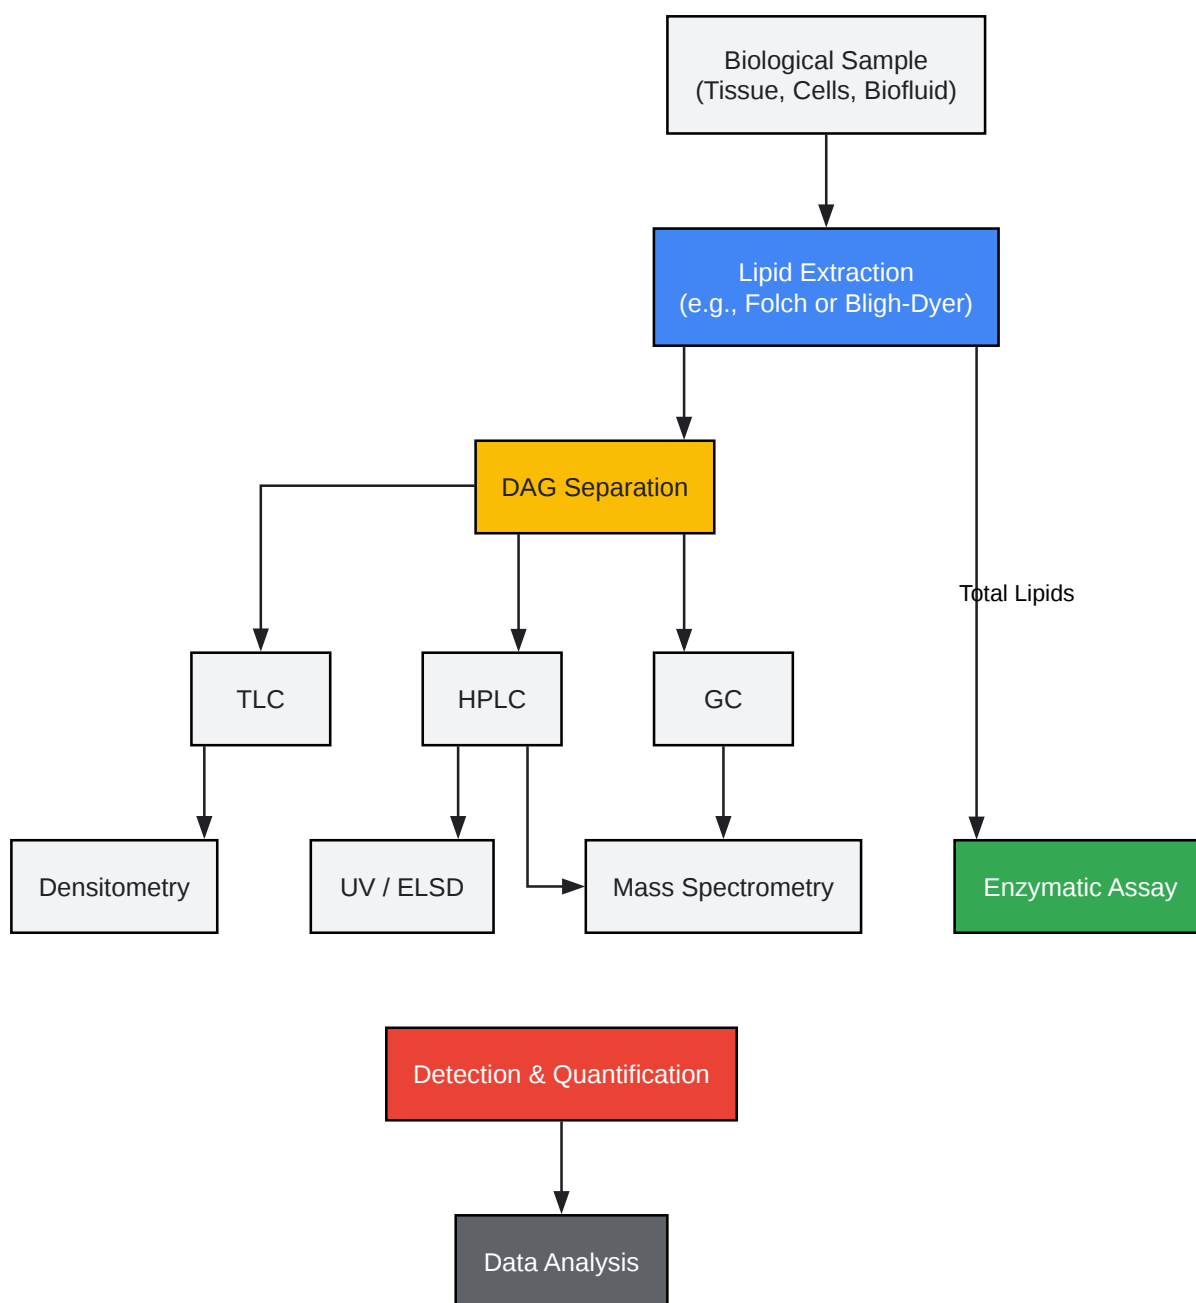 Biological Sample
(Tissue, Cells, Biofluid)
Lipid Extraction
(e.g., Folch or Bligh-Dyer)
DAG Separation
Total Lipids
TLC
HPLC
GC
Densitometry
UV / ELSD
Mass Spectrometry
Enzymatic Assay
Detection & Quantification
Data Analysis